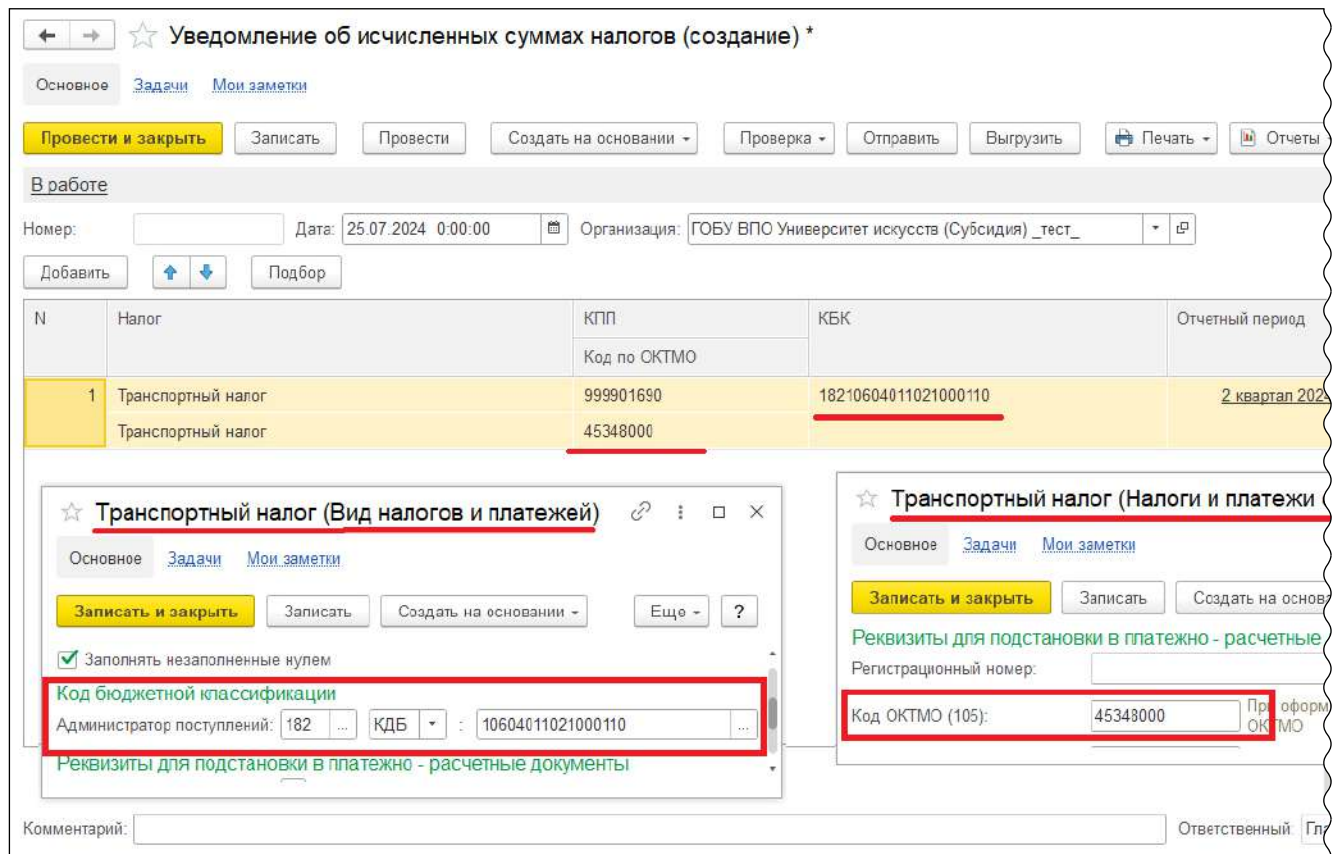 Уведомление об исчисленных суммах налогов (создание) *
Основное Задачи Мои заметки
Провести и закрыть Записать Провести Создать на основании Проверка Отправить Выгрузить Печать Отчеты
В работе
Номер: Дата: 25.07.2024 0:00:00 Организация: ГОБУ ВПО Университет искусств (Субсидия) _тест_
Добавить Подбор
N Налог КПП КБК Отчетный период
Код по ОКТМО
1 Транспортный налог 999901690 18210604011021000110 2 квартал 2024
Транспортный налог 45348000
Транспортный налог (Вид налогов и платежей)
Основное Задачи Мои заметки
Записать и закрыть Записать Создать на основании Еще ?
Заполнять незаполненные нулем
Код бюджетной классификации
Администратор поступлений: 182 ... КДБ : 10604011021000110 ...
Реквизиты для подстановки в платежно - расчетные документы
Транспортный налог (Налоги и платежи (
Основное Задачи Мои заметки
Записать и закрыть Записать Создать на основа
Реквизиты для подстановки в платежно - расчетные
Регистрационный номер:
Код ОКТМО (105): 45348000 При оформ
ОКТМО
Комментарий: Ответственный: Гла